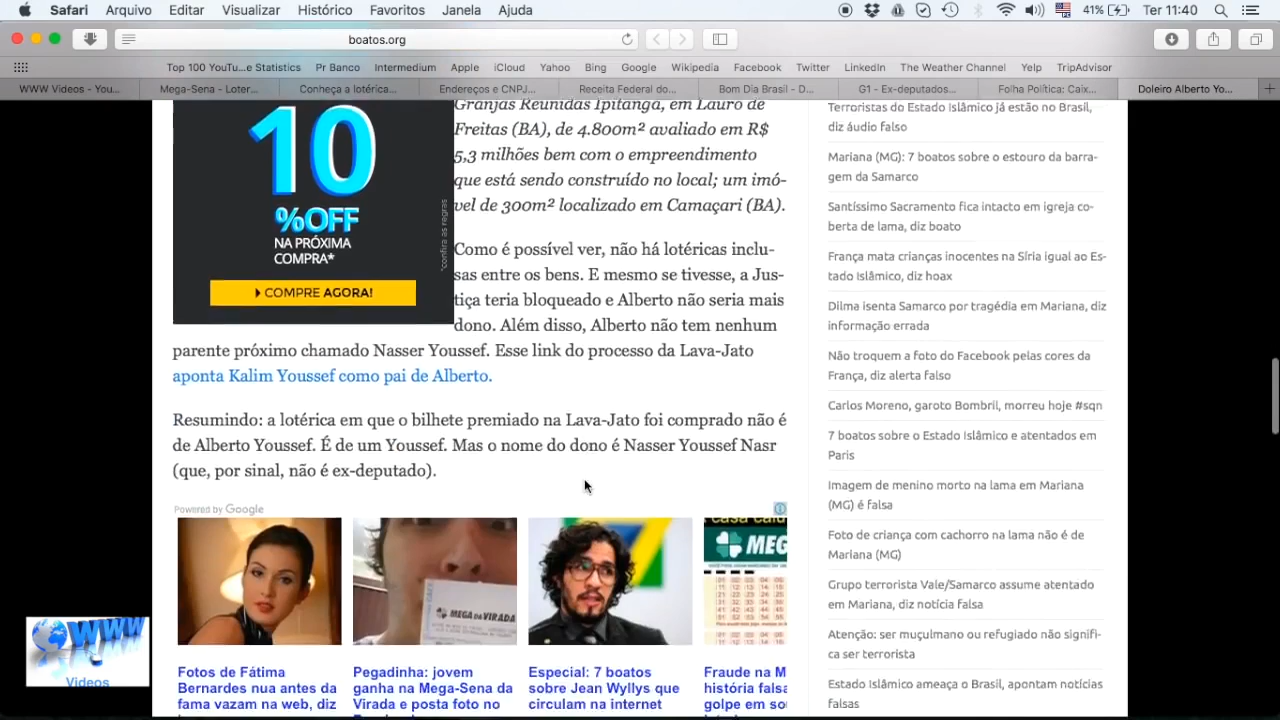 Safari Arquivo Editar Visualizar Histórico Favoritos Janela Ajuda 41% Ter 11:40
boatos.org
Top 100 YouTu...e Statistics Pr Banco Intermedium Apple iCloud Yahoo Bing Google Wikipedia Facebook Twitter LinkedIn The Weather Channel Yelp TripAdvisor
WWW Videos - You... Mega-Sena - Loter... Conheça a lotérica... Endereços e CNPJ... Receita Federal do... Bom Dia Brasil - D... G1 - Ex-deputados... Folha Política: Caix... Doleiro Alberto Yo...
10
%OFF
NA PRÓXIMA
COMPRA*
*confira as regras
COMPRE AGORA!
Granjas Reunidas Ipitanga, em Lauro de
Freitas (BA), de 4.800m² avaliado em R$
5,3 milhões bem com o empreendimento
que está sendo construído no local; um imó-
vel de 300m² localizado em Camaçari (BA).
Como é possível ver, não há lotéricas inclu-
sas entre os bens. E mesmo se tivesse, a Jus-
tiça teria bloqueado e Alberto não seria mais
dono. Além disso, Alberto não tem nenhum
parente próximo chamado Nasser Youssef. Esse link do processo da Lava-Jato
aponta Kalim Youssef como pai de Alberto.
Resumindo: a lotérica em que o bilhete premiado na Lava-Jato foi comprado não é
de Alberto Youssef. É de um Youssef. Mas o nome do dono é Nasser Youssef Nasr
(que, por sinal, não é ex-deputado).
Powered by Google
MEGA DA VIRADA
MEG
Fotos de Fátima
Bernardes nua antes da
fama vazam na web, diz
Pegadinha: jovem
ganha na Mega-Sena da
Virada e posta foto no
Especial: 7 boatos
sobre Jean Wyllys que
circulam na internet
Fraude na M
história falsa
golpe em so
Terroristas do Estado Islâmico já estão no Brasil,
diz áudio falso
Mariana (MG): 7 boatos sobre o estouro da barra-
gem da Samarco
Santíssimo Sacramento fica intacto em igreja co-
berta de lama, diz boato
França mata crianças inocentes na Síria igual ao Es-
tado Islâmico, diz hoax
Dilma isenta Samarco por tragédia em Mariana, diz
informação errada
Não troquem a foto do Facebook pelas cores da
França, diz alerta falso
Carlos Moreno, garoto Bombril, morreu hoje #sqn
7 boatos sobre o Estado Islâmico e atentados em
Paris
Imagem de menino morto na lama em Mariana
(MG) é falsa
Foto de criança com cachorro na lama não é de
Mariana (MG)
Grupo terrorista Vale/Samarco assume atentado
em Mariana, diz notícia falsa
Atenção: ser muçulmano ou refugiado não signifi-
ca ser terrorista
Estado Islâmico ameaça o Brasil, apontam notícias
falsas
WWW
Videos